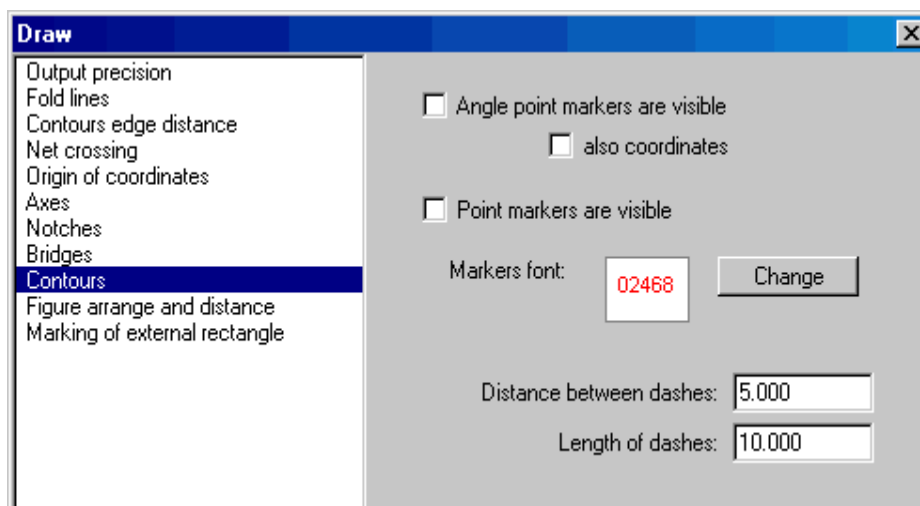 Draw
Output precision
Fold lines
Contours edge distance
Net crossing
Origin of coordinates
Axes
Notches
Bridges
Contours
Figure arrange and distance
Marking of external rectangle
Angle point markers are visible
also coordinates
Point markers are visible
Markers font: 02468 Change
Distance between dashes: 5.000
Length of dashes: 10.000